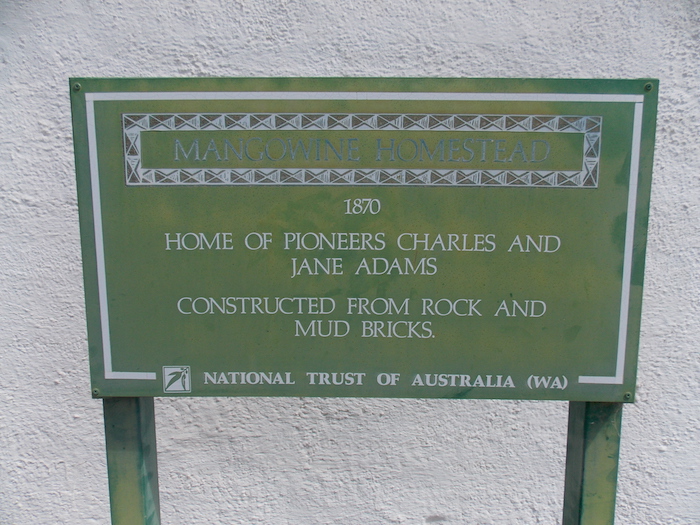 MANGOWINE HOMESTEAD
1870
HOME OF PIONEERS CHARLES AND
JANE ADAMS
CONSTRUCTED FROM ROCK AND
MUD BRICKS.
NATIONAL TRUST OF AUSTRALIA (WA)